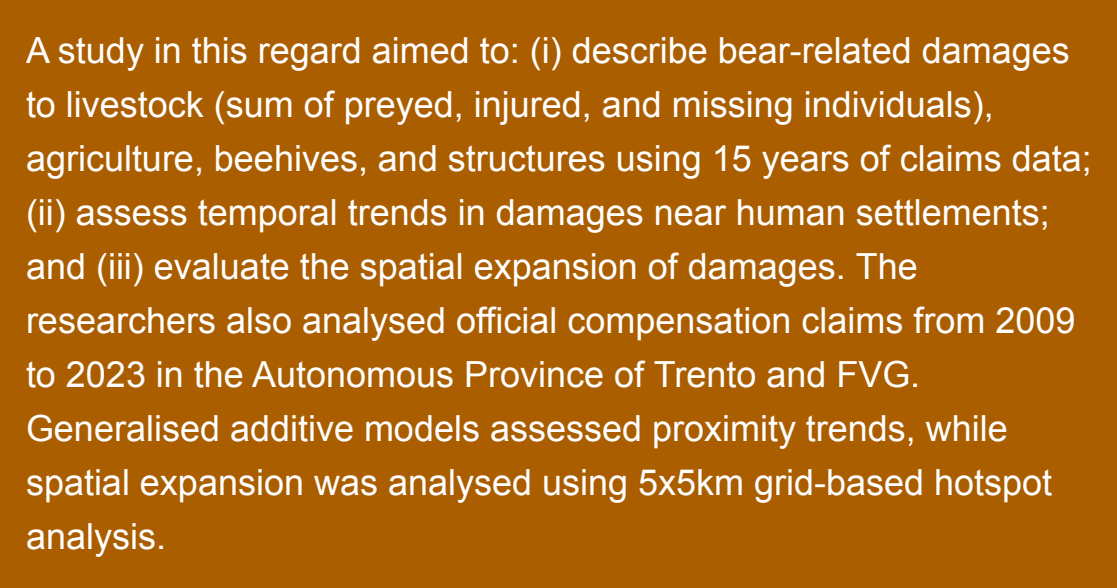 A study in this regard aimed to: (i) describe bear-related damages
to livestock (sum of preyed, injured, and missing individuals),
agriculture, beehives, and structures using 15 years of claims data;
(ii) assess temporal trends in damages near human settlements;
and (iii) evaluate the spatial expansion of damages. The
researchers also analysed official compensation claims from 2009
to 2023 in the Autonomous Province of Trento and FVG.
Generalised additive models assessed proximity trends, while
spatial expansion was analysed using 5x5km grid-based hotspot
analysis.